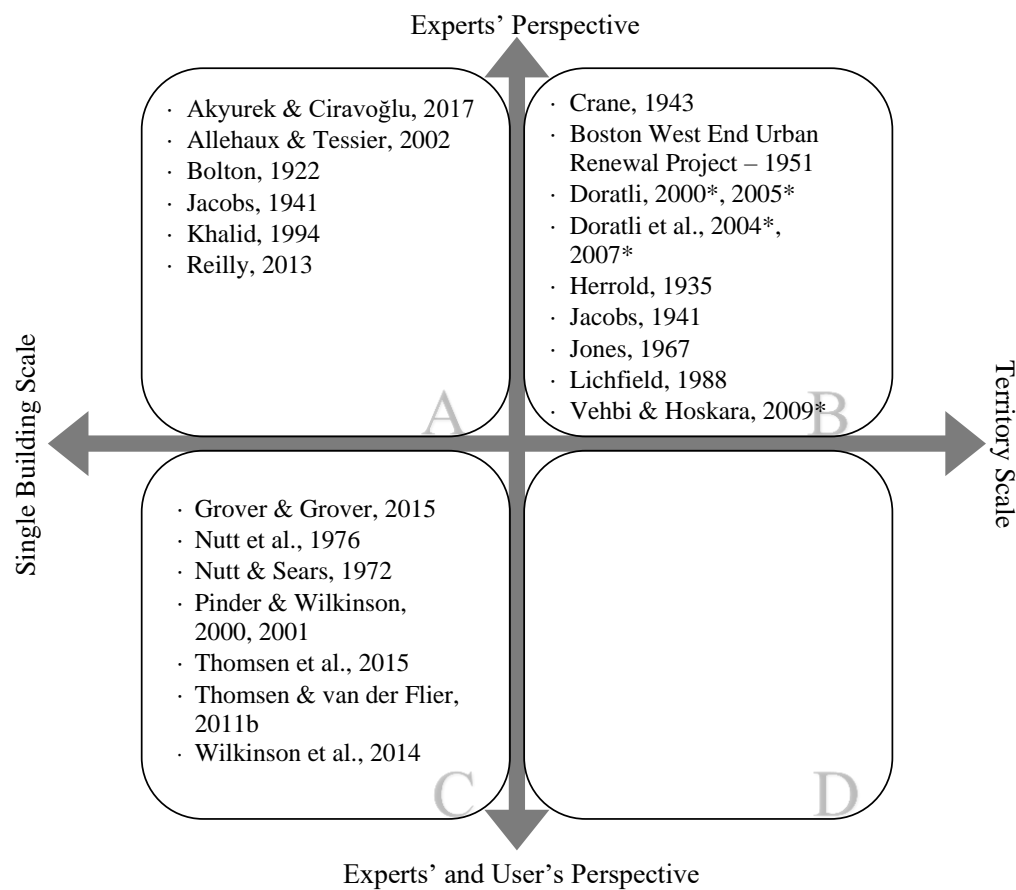 Experts’ Perspective
· Akyurek & Ciravoğlu, 2017
· Allehaux & Tessier, 2002
· Bolton, 1922
· Jacobs, 1941
· Khalid, 1994
· Reilly, 2013
A
· Crane, 1943
· Boston West End Urban
Renewal Project – 1951
· Doratli, 2000*, 2005*
· Doratli et al., 2004*,
2007*
· Herrold, 1935
· Jacobs, 1941
· Jones, 1967
· Lichfield, 1988
· Vehbi & Hoskara, 2009*
B
Single Building Scale
Territory Scale
· Grover & Grover, 2015
· Nutt et al., 1976
· Nutt & Sears, 1972
· Pinder & Wilkinson,
2000, 2001
· Thomsen et al., 2015
· Thomsen & van der Flier,
2011b
· Wilkinson et al., 2014
C
D
Experts’ and User’s Perspective